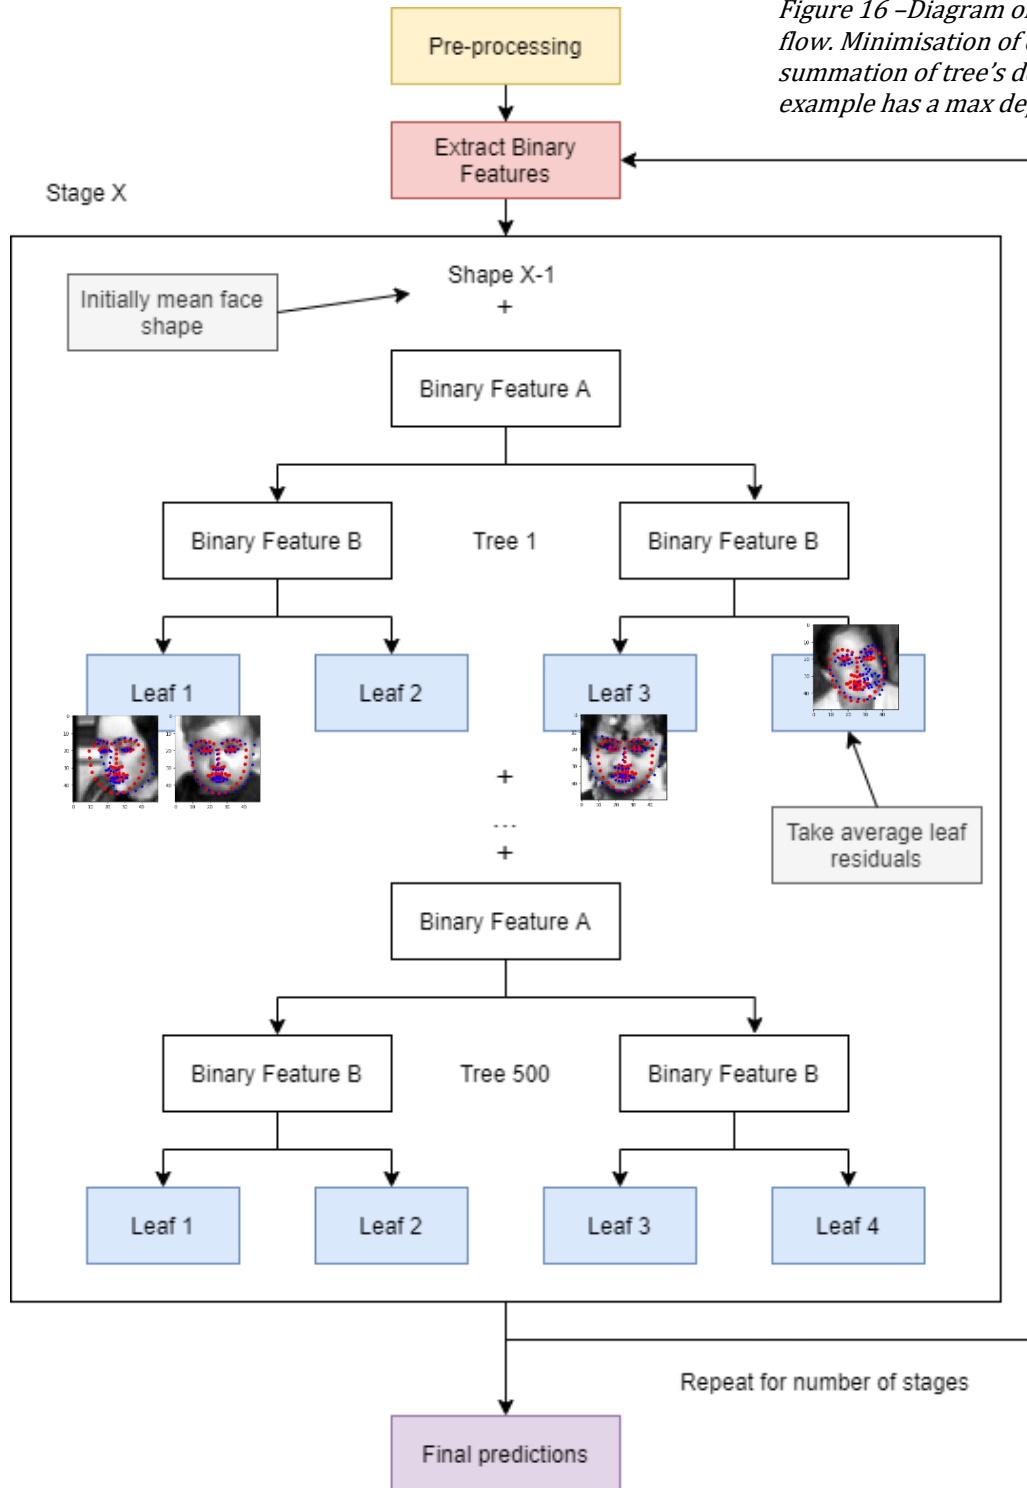 Pre-processing
Figure 16 –Diagram o
flow. Minimisation of
summation of tree's d
example has a max de
Extract Binary
Features
Stage X
Shape X-1
+
Initially mean face
shape
Binary Feature A
Binary Feature B
Tree 1
Binary Feature B
Leaf 1
Leaf 2
Leaf 3
+
...
+
Take average leaf
residuals
Binary Feature A
Binary Feature B
Tree 500
Binary Feature B
Leaf 1
Leaf 2
Leaf 3
Leaf 4
Repeat for number of stages
Final predictions